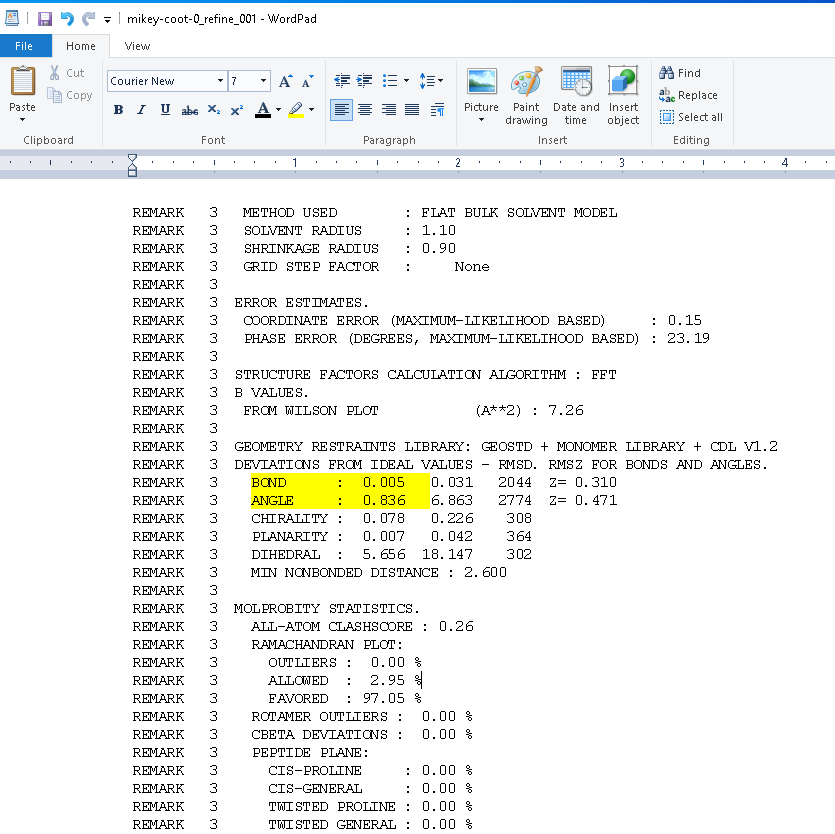 mikey-coot-0_refine_001 - WordPad
File Home View
Paste
Cut
Copy
Clipboard
Courier New 7 A A
B I U abc X₂ X² A
Font
Paragraph
Picture
Paint drawing
Date and time
Insert object
Insert
Find
Replace
Select all
Editing
1 2 3 4
REMARK   3   METHOD USED        : FLAT BULK SOLVENT MODEL
REMARK   3   SOLVENT RADIUS     : 1.10
REMARK   3   SHRINKAGE RADIUS   : 0.90
REMARK   3   GRID STEP FACTOR   :     None
REMARK   3
REMARK   3  ERROR ESTIMATES.
REMARK   3   COORDINATE ERROR (MAXIMUM-LIKELIHOOD BASED)     : 0.15
REMARK   3   PHASE ERROR (DEGREES, MAXIMUM-LIKELIHOOD BASED) : 23.19
REMARK   3
REMARK   3  STRUCTURE FACTORS CALCULATION ALGORITHM : FFT
REMARK   3  B VALUES.
REMARK   3   FROM WILSON PLOT           (A**2) : 7.26
REMARK   3
REMARK   3  GEOMETRY RESTRAINTS LIBRARY: GEOSTD + MONOMER LIBRARY + CDL V1.2
REMARK   3  DEVIATIONS FROM IDEAL VALUES - RMSD. RMSZ FOR BONDS AND ANGLES.
REMARK   3    BOND      :  0.005   0.031   2044  Z= 0.310
REMARK   3    ANGLE     :  0.836   6.863   2774  Z= 0.471
REMARK   3    CHIRALITY :  0.078   0.226    308
REMARK   3    PLANARITY :  0.007   0.042    364
REMARK   3    DIHEDRAL  :  5.656  18.147    302
REMARK   3    MIN NONBONDED DISTANCE : 2.600
REMARK   3
REMARK   3  MOLPROBITY STATISTICS.
REMARK   3    ALL-ATOM CLASHSCORE : 0.26
REMARK   3    RAMACHANDRAN PLOT:
REMARK   3      OUTLIERS :  0.00 %
REMARK   3      ALLOWED  :  2.95 %
REMARK   3      FAVORED  : 97.05 %
REMARK   3    ROTAMER OUTLIERS :  0.00 %
REMARK   3    CBETA DEVIATIONS :  0.00 %
REMARK   3    PEPTIDE PLANE:
REMARK   3      CIS-PROLINE     : 0.00 %
REMARK   3      CIS-GENERAL     : 0.00 %
REMARK   3      TWISTED PROLINE : 0.00 %
REMARK   3      TWISTED GENERAL : 0.00 %